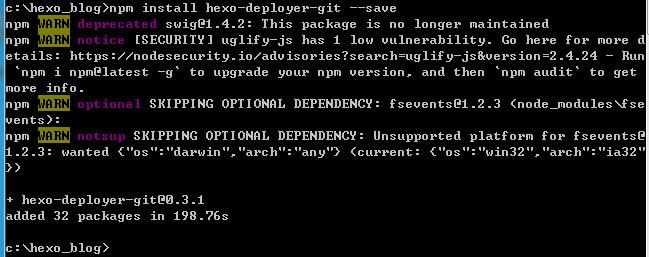 c:\hexo_blog>npm install hexo-deployer-git --save
npm WARN deprecated swig@1.4.2: This package is no longer maintained
npm WARN notice [SECURITY] uglify-js has 1 low vulnerability. Go here for more d
etails: https://nodesecurity.io/advisories?search=uglify-js&version=2.4.24 - Run
 `npm i npm@latest -g` to upgrade your npm version, and then `npm audit` to get
more info.
npm WARN optional SKIPPING OPTIONAL DEPENDENCY: fsevents@1.2.3 (node_modules\fse
vents):
npm WARN notsup SKIPPING OPTIONAL DEPENDENCY: Unsupported platform for fsevents@
1.2.3: wanted {"os":"darwin","arch":"any"} (current: {"os":"win32","arch":"ia32"
})
+ hexo-deployer-git@0.3.1
added 32 packages in 198.76s
c:\hexo_blog>